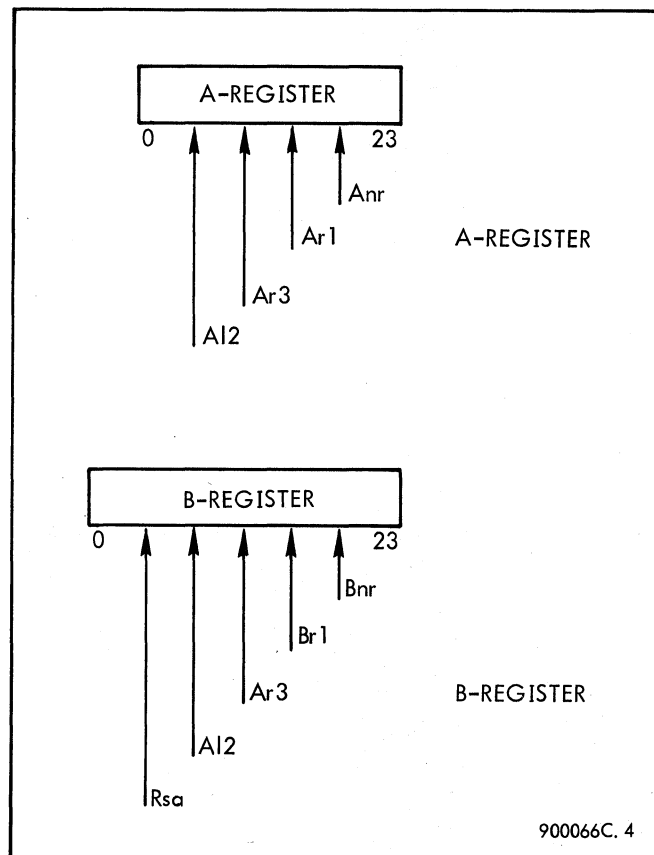 A-REGISTER
0 23
Anr
Ar1
A-REGISTER
Ar3
Al2
B-REGISTER
0 23
Bnr
Br1
Ar3
B-REGISTER
Al2
Rsa
900066C. 4